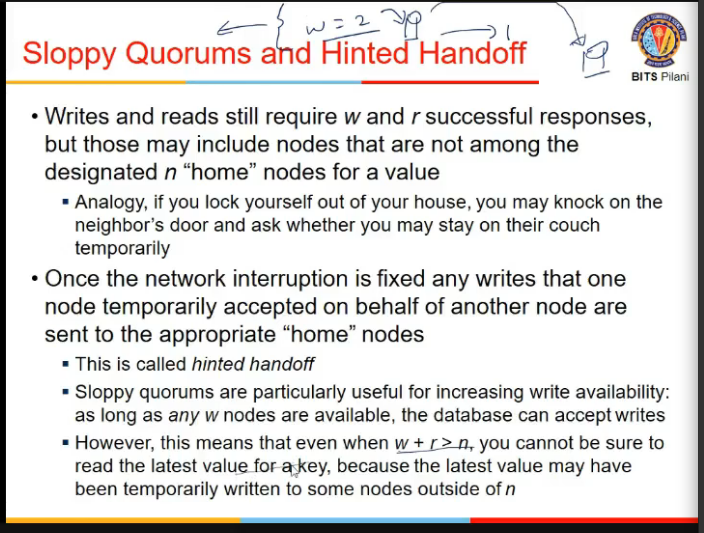 w = 2
Sloppy Quorums and Hinted Handoff
BITS Pilani
• Writes and reads still require w and r successful responses,
but those may include nodes that are not among the
designated n “home” nodes for a value
▪ Analogy, if you lock yourself out of your house, you may knock on the
neighbor’s door and ask whether you may stay on their couch
temporarily
• Once the network interruption is fixed any writes that one
node temporarily accepted on behalf of another node are
sent to the appropriate “home” nodes
▪ This is called hinted handoff
▪ Sloppy quorums are particularly useful for increasing write availability:
as long as any w nodes are available, the database can accept writes
▪ However, this means that even when w + r > n, you cannot be sure to
read the latest value for a key, because the latest value may have
been temporarily written to some nodes outside of n